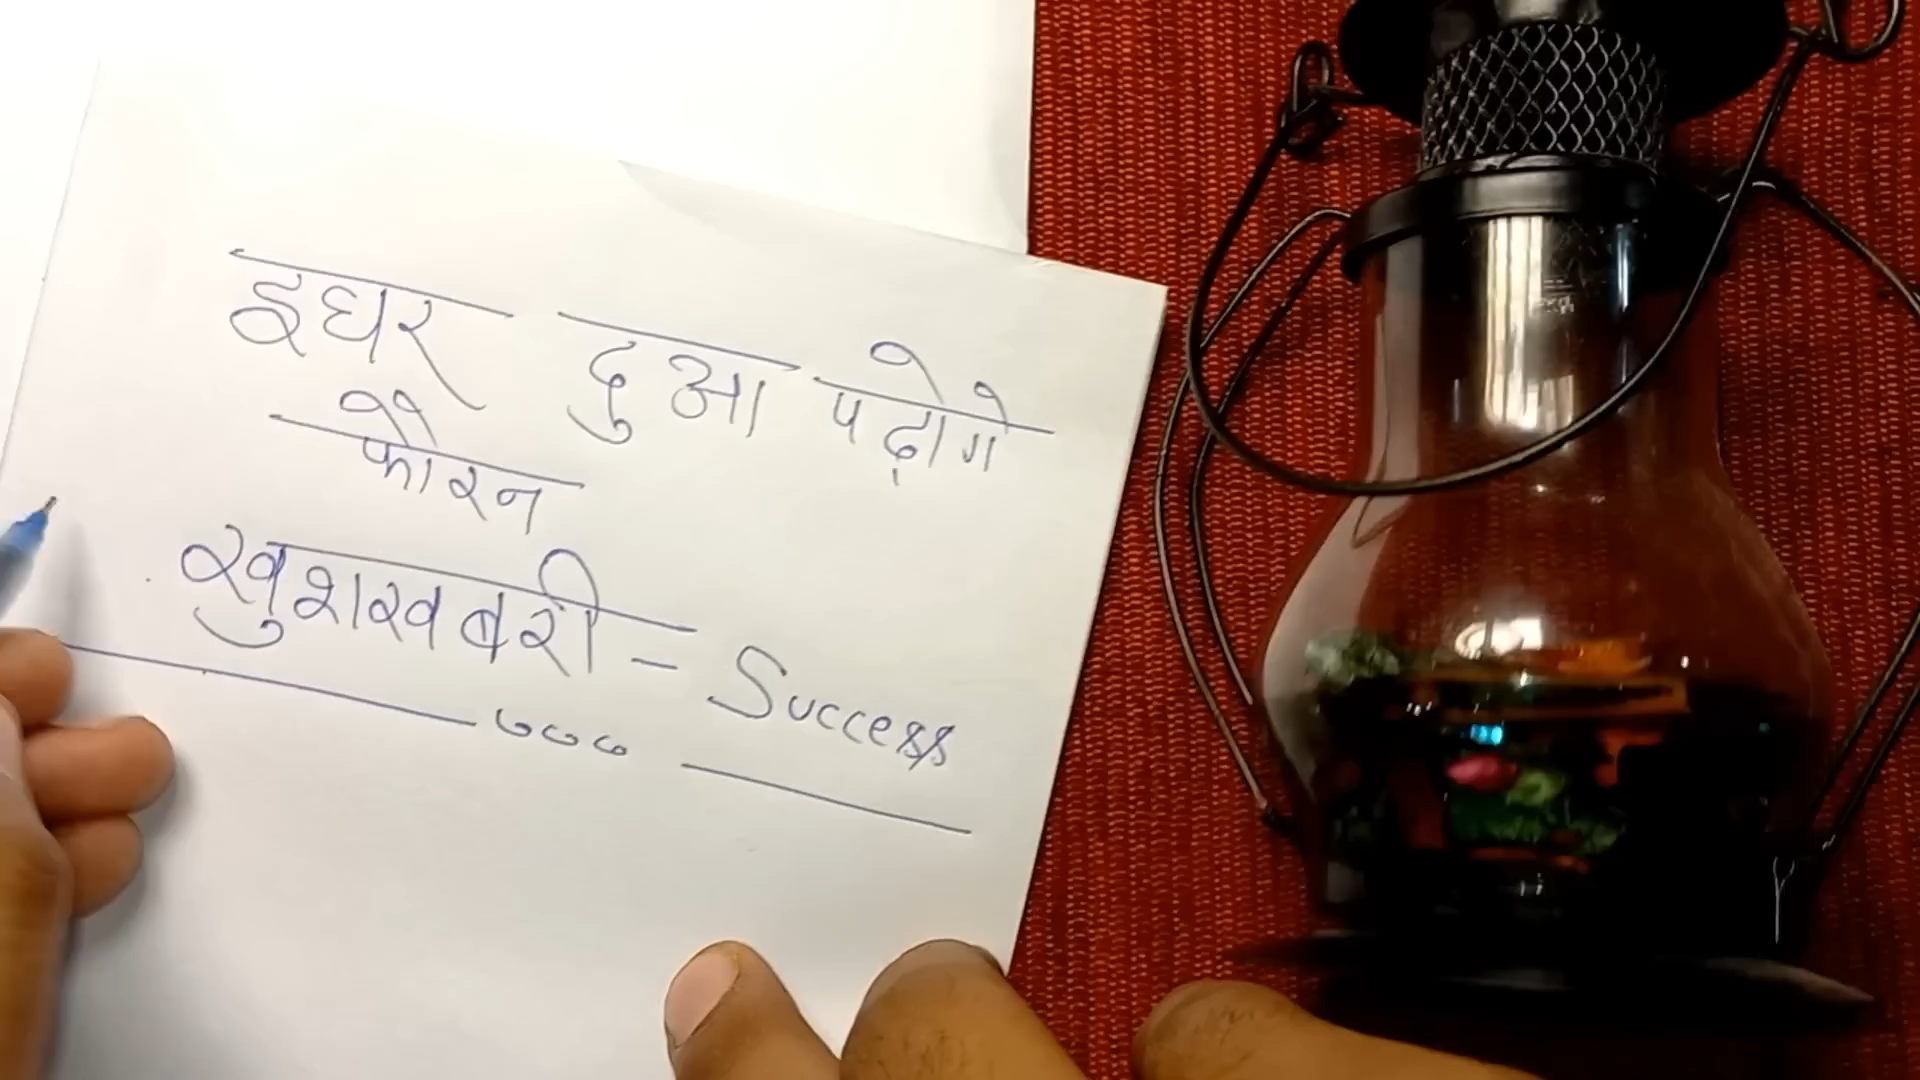 इधर दुआ पढ़ोगे
फौरन
खुशखबरी = Success